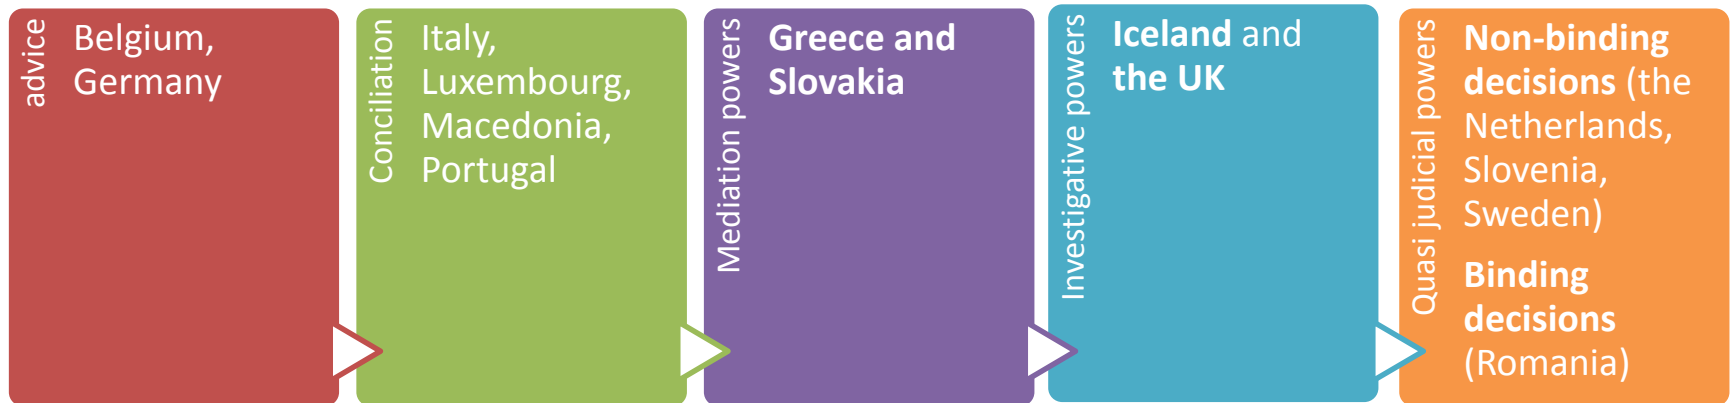 advice
Belgium,
Germany
Conciliation
Italy,
Luxembourg,
Macedonia,
Portugal
Mediation powers
Greece and
Slovakia
Investigative powers
Iceland and
the UK
Quasi judicial powers
Non-binding
decisions (the
Netherlands,
Slovenia,
Sweden)
Binding
decisions
(Romania)